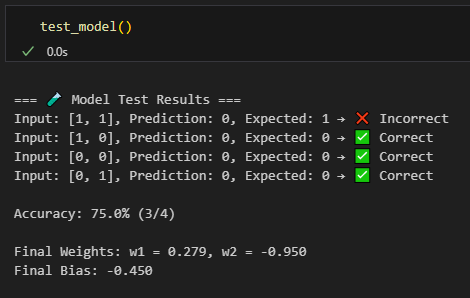 test_model()
✓ 0.0s
=== 🧪 Model Test Results ===
Input: [1, 1], Prediction: 0, Expected: 1 → ❌ Incorrect
Input: [1, 0], Prediction: 0, Expected: 0 → ✅ Correct
Input: [0, 0], Prediction: 0, Expected: 0 → ✅ Correct
Input: [0, 1], Prediction: 0, Expected: 0 → ✅ Correct
Accuracy: 75.0% (3/4)
Final Weights: w1 = 0.279, w2 = -0.950
Final Bias: -0.450